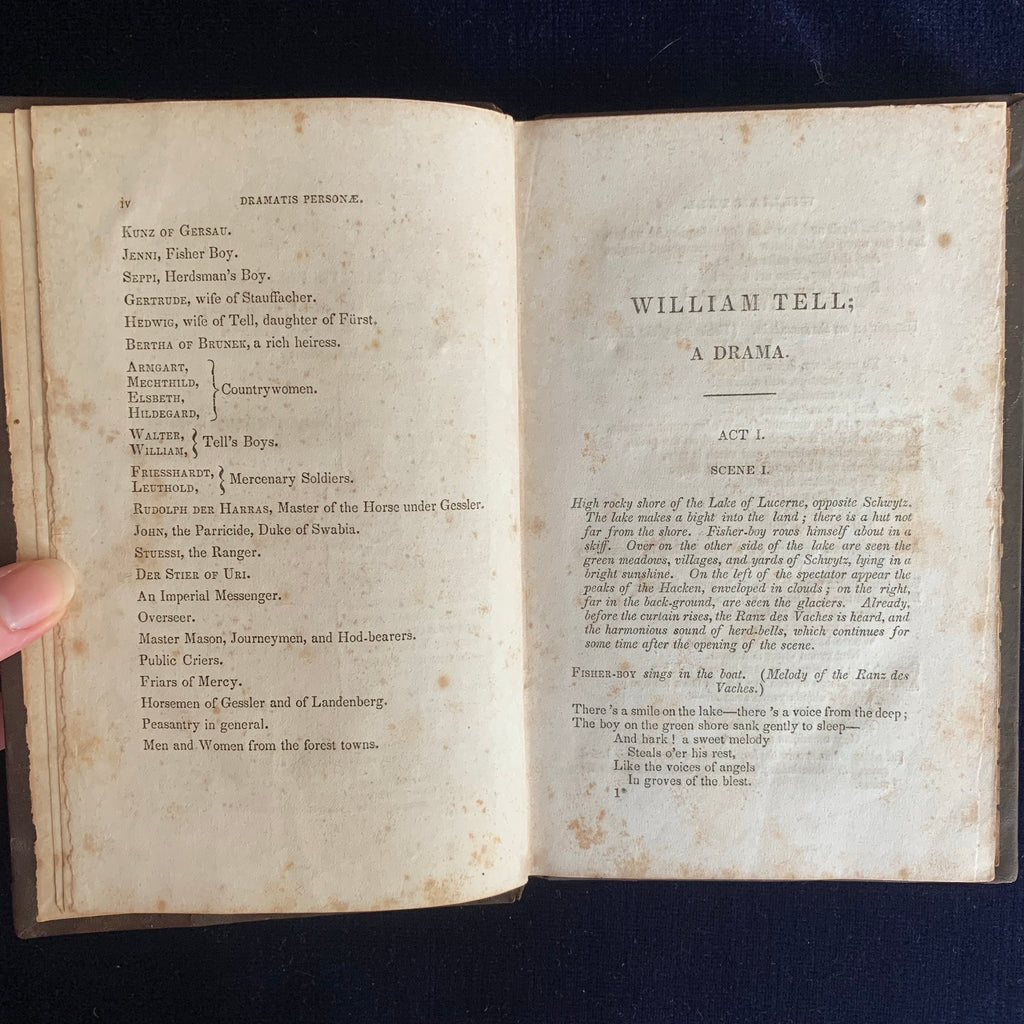 iv DRAMATIS PERSONÆ.
KUNZ OF GERSAU.
JENNI, Fisher Boy.
SEPPI, Herdsman's Boy.
GERTRUDE, wife of Stauffacher.
HEDWIG, wife of Tell, daughter of Fürst.
BERTHA OF BRUNEK, a rich heiress.
ARMGART,
MECHTHILD,
ELSBETH,
HILDEGARD,
Countrywomen.
WALTER,
WILLIAM,
Tell's Boys.
FRIESSHARDT,
LEUTHOLD,
Mercenary Soldiers.
RUDOLPH DER HARRAS, Master of the Horse under Gessler.
JOHN, the Parricide, Duke of Swabia.
STUESSI, the Ranger.
DER STIER OF URI.
An Imperial Messenger.
Overseer.
Master Mason, Journeymen, and Hod-bearers.
Public Criers.
Friars of Mercy.
Horsemen of Gessler and of Landenberg.
Peasantry in general.
Men and Women from the forest towns.
WILLIAM TELL;
A DRAMA.
ACT I.
SCENE I.
High rocky shore of the Lake of Lucerne, opposite Schwytz.
The lake makes a bight into the land; there is a hut not
far from the shore. Fisher-boy rows himself about in a
skiff. Over on the other side of the lake are seen the
green meadows, villages, and yards of Schwytz, lying in a
bright sunshine. On the left of the spectator appear the
peaks of the Hacken, enveloped in clouds; on the right,
far in the back-ground, are seen the glaciers. Already,
before the curtain rises, the Ranz des Vaches is heard, and
the harmonious sound of herd-bells, which continues for
some time after the opening of the scene.
FISHER-BOY sings in the boat. (Melody of the Ranz des
Vaches.)
There's a smile on the lake—there's a voice from the deep;
The boy on the green shore sank gently to sleep—
And hark! a sweet melody
Steals o'er his rest,
Like the voices of angels
In groves of the blest.
1*